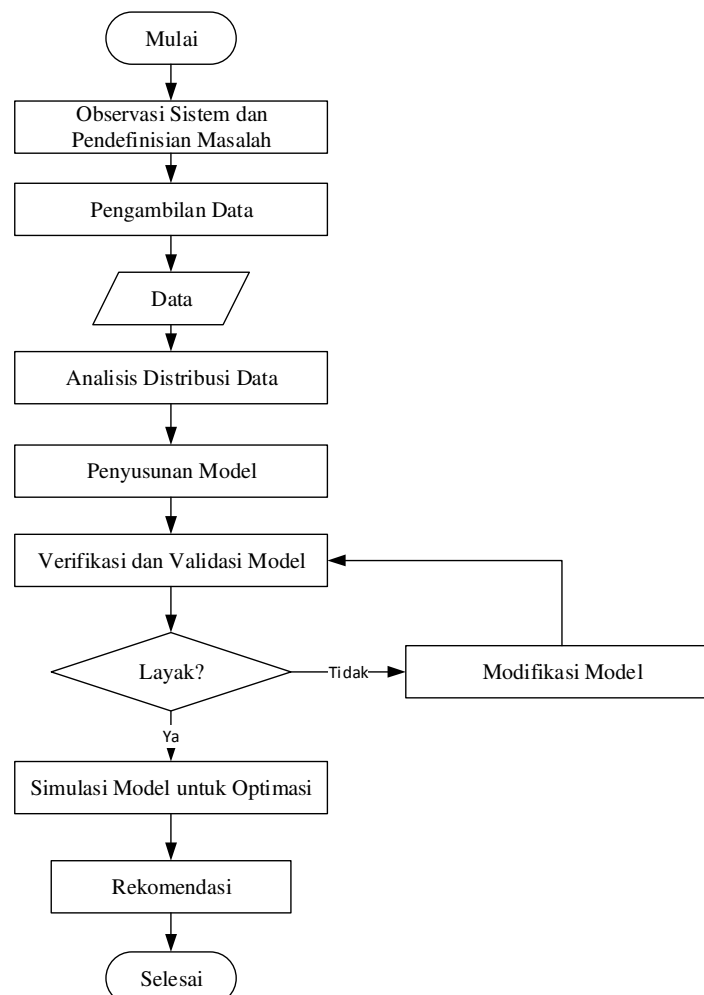 Mulai
Observasi Sistem dan
Pendefinisian Masalah
Pengambilan Data
Data
Analisis Distribusi Data
Penyusunan Model
Verifikasi dan Validasi Model
Layak?
Tidak
Modifikasi Model
Ya
Simulasi Model untuk Optimasi
Rekomendasi
Selesai